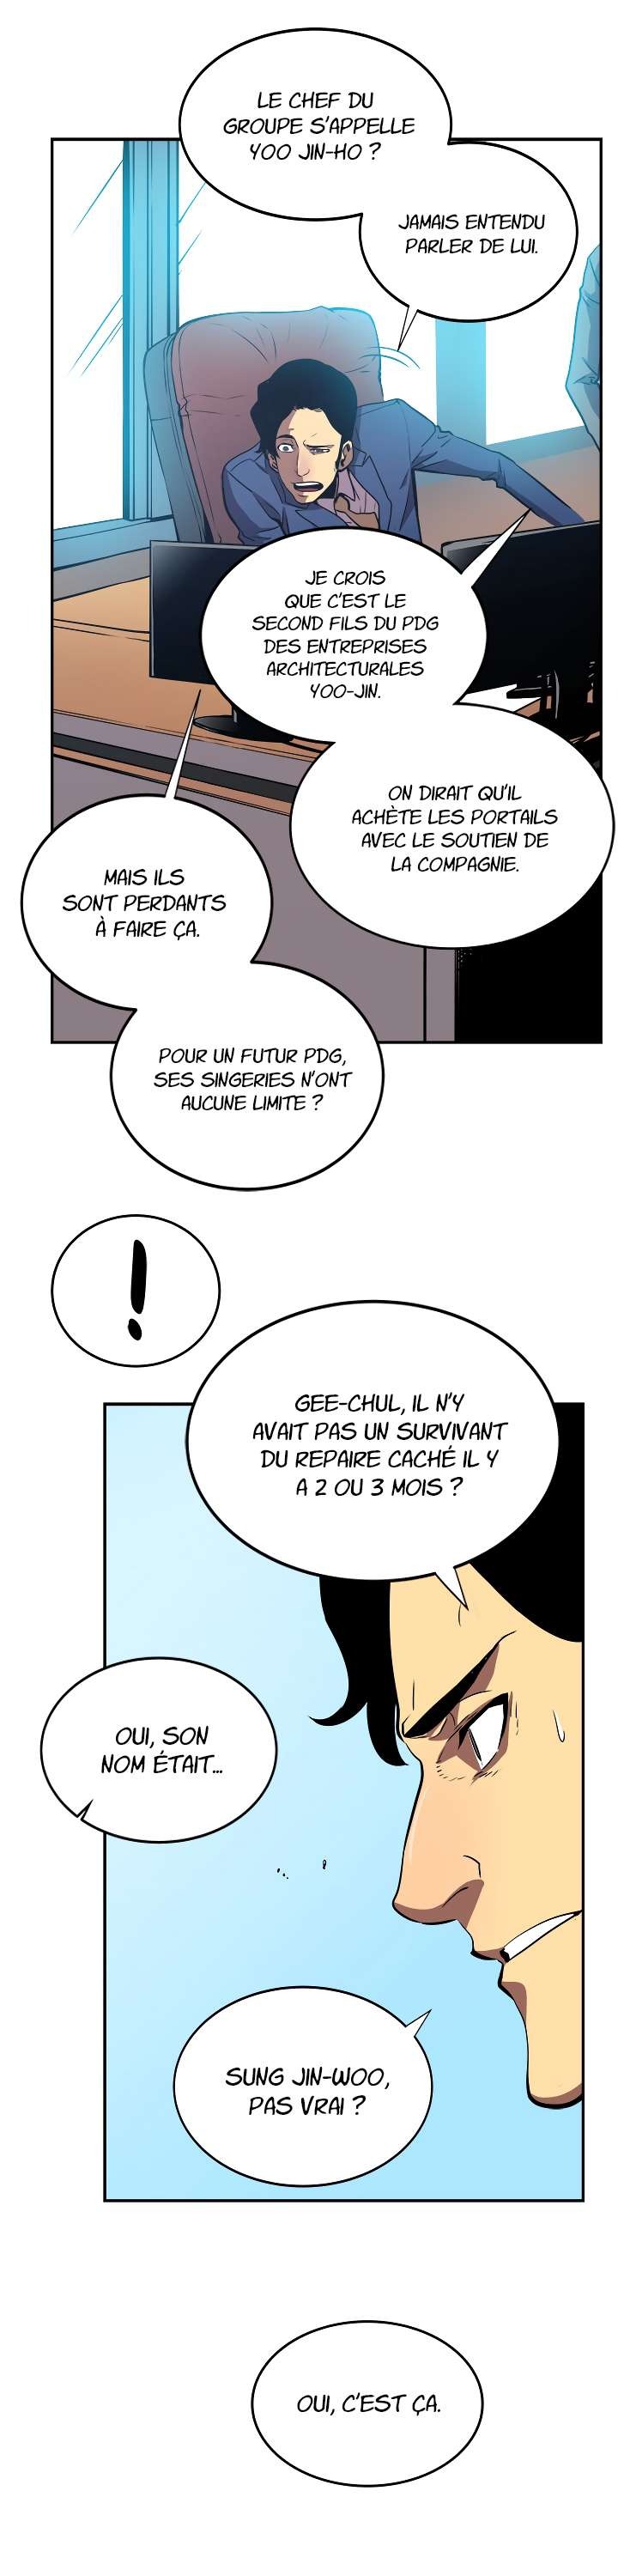 LE CHEF DU
GROUPE S'APPELLE
YOO JIN-HO ?
JAMAIS ENTENDU
PARLER DE LUI.
JE CROIS
QUE C'EST LE
SECOND FILS DU PDG
DES ENTREPRISES
ARCHITECTURALES
YOO-JIN.
ON DIRAIT QU'IL
ACHÈTE LES PORTAILS
AVEC LE SOUTIEN DE
LA COMPAGNIE.
MAIS ILS
SONT PERDANTS
À FAIRE ÇA.
POUR UN FUTUR PDG,
SES SINGERIES N'ONT
AUCUNE LIMITE ?
!
GEE-CHUL, IL N'Y
AVAIT PAS UN SURVIVANT
DU REPAIRE CACHÉ IL Y
A 2 OU 3 MOIS ?
OUI, SON
NOM ÉTAIT...
SUNG JIN-WOO,
PAS VRAI ?
OUI, C'EST ÇA.